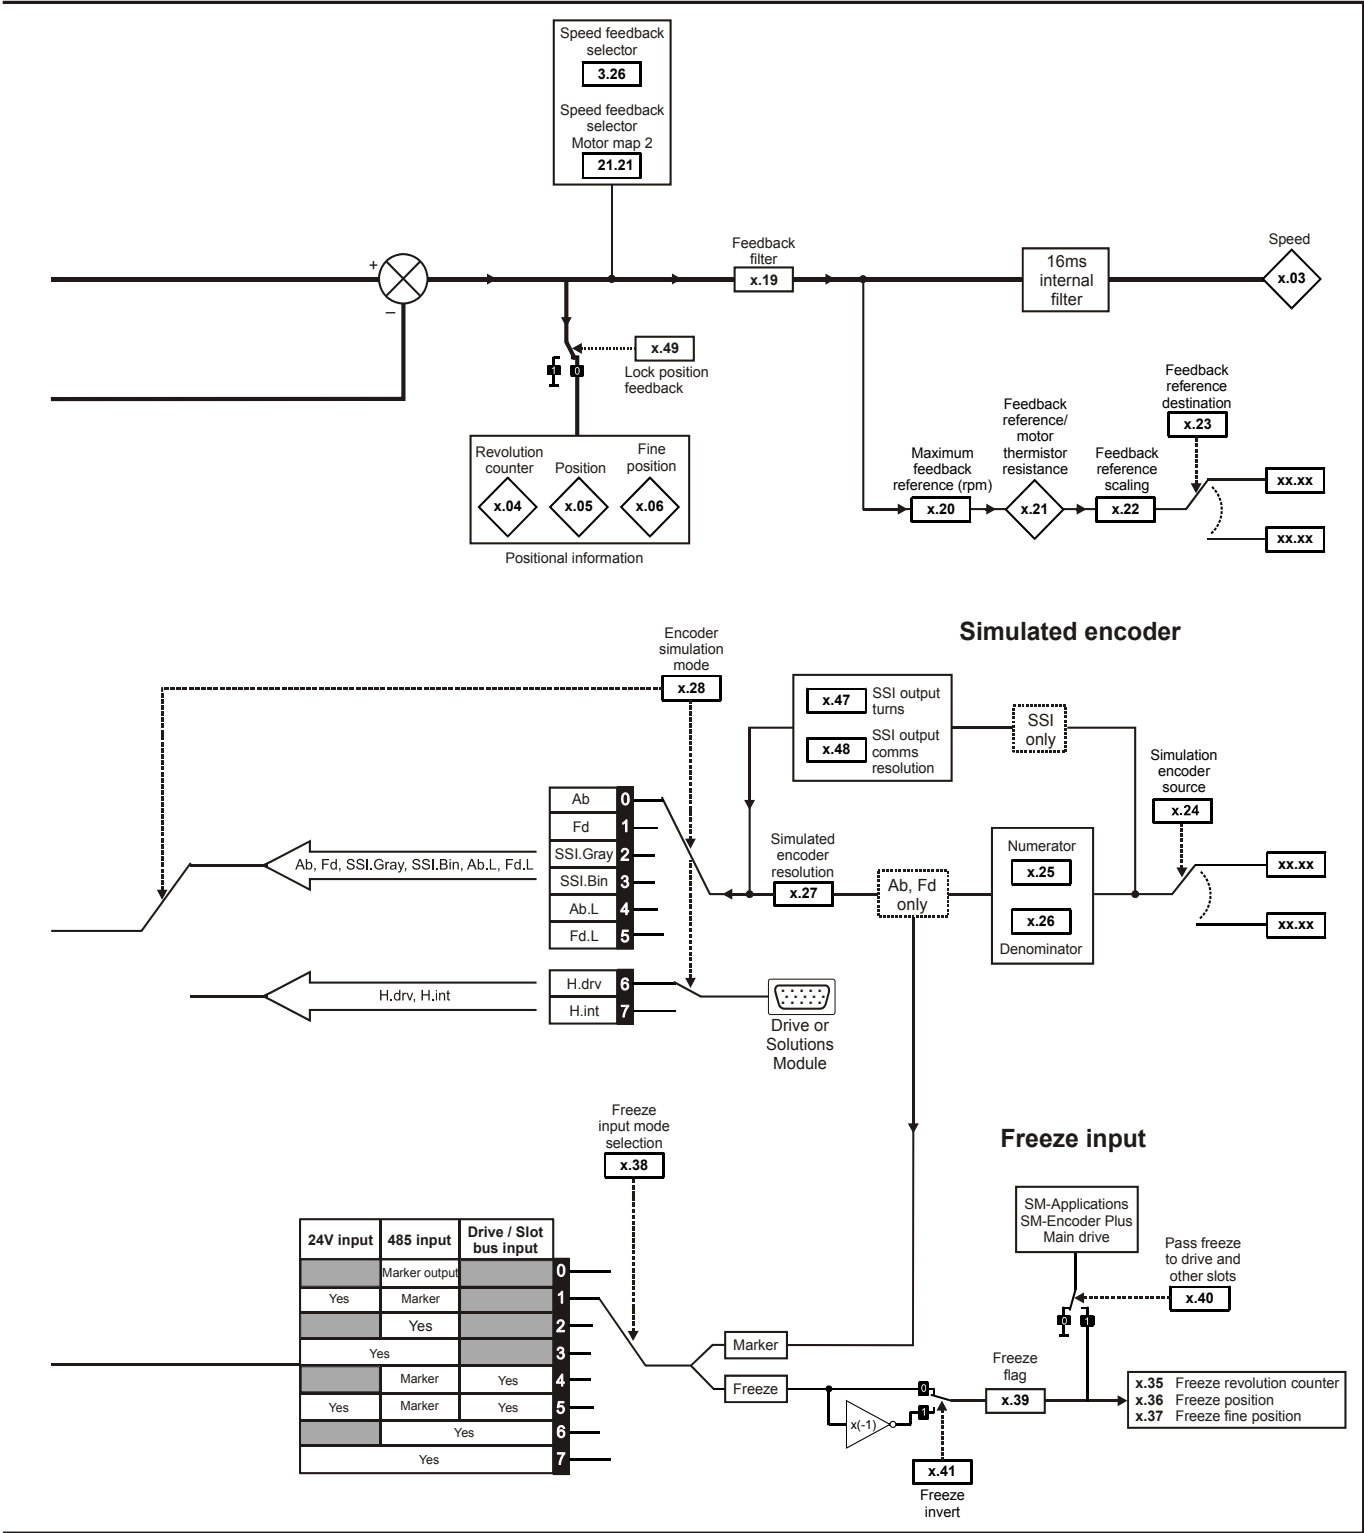 Speed feedback
selector
3.26
Speed feedback
selector
Motor map 2
21.21
+
–
Feedback
filter
x.19
16ms
internal
filter
Speed
x.03
x.49
Lock position
feedback
1 0
Revolution
counter
x.04
Position
x.05
Fine
position
x.06
Positional information
Maximum
feedback
reference (rpm)
x.20
Feedback
reference/
motor
thermistor
resistance
x.21
Feedback
reference
scaling
x.22
Feedback
reference
destination
x.23
xx.xx
xx.xx
Simulated encoder
Encoder
simulation
mode
x.28
x.47 SSI output
turns
x.48 SSI output
comms
resolution
SSI
only
Simulation
encoder
source
x.24
xx.xx
xx.xx
Numerator
x.25
x.26
Denominator
Ab, Fd
only
Simulated
encoder
resolution
x.27
Ab 0
Fd 1
SSI.Gray 2
SSI.Bin 3
Ab.L 4
Fd.L 5
Ab, Fd, SSI.Gray, SSI.Bin, Ab.L, Fd.L
H.drv 6
H.int 7
H.drv, H.int
Drive or
Solutions
Module
Freeze
input mode
selection
x.38
Freeze input
24V input 485 input Drive / Slot
bus input
Marker output 0
Yes Marker 1
Yes 2
Yes 3
Marker Yes 4
Yes Marker Yes 5
Yes 6
Yes 7
Marker
Freeze
x(-1)
0
1
x.41
Freeze
invert
Freeze
flag
x.39
SM-Applications
SM-Encoder Plus
Main drive
0 1
Pass freeze
to drive and
other slots
x.40
x.35 Freeze revolution counter
x.36 Freeze position
x.37 Freeze fine position